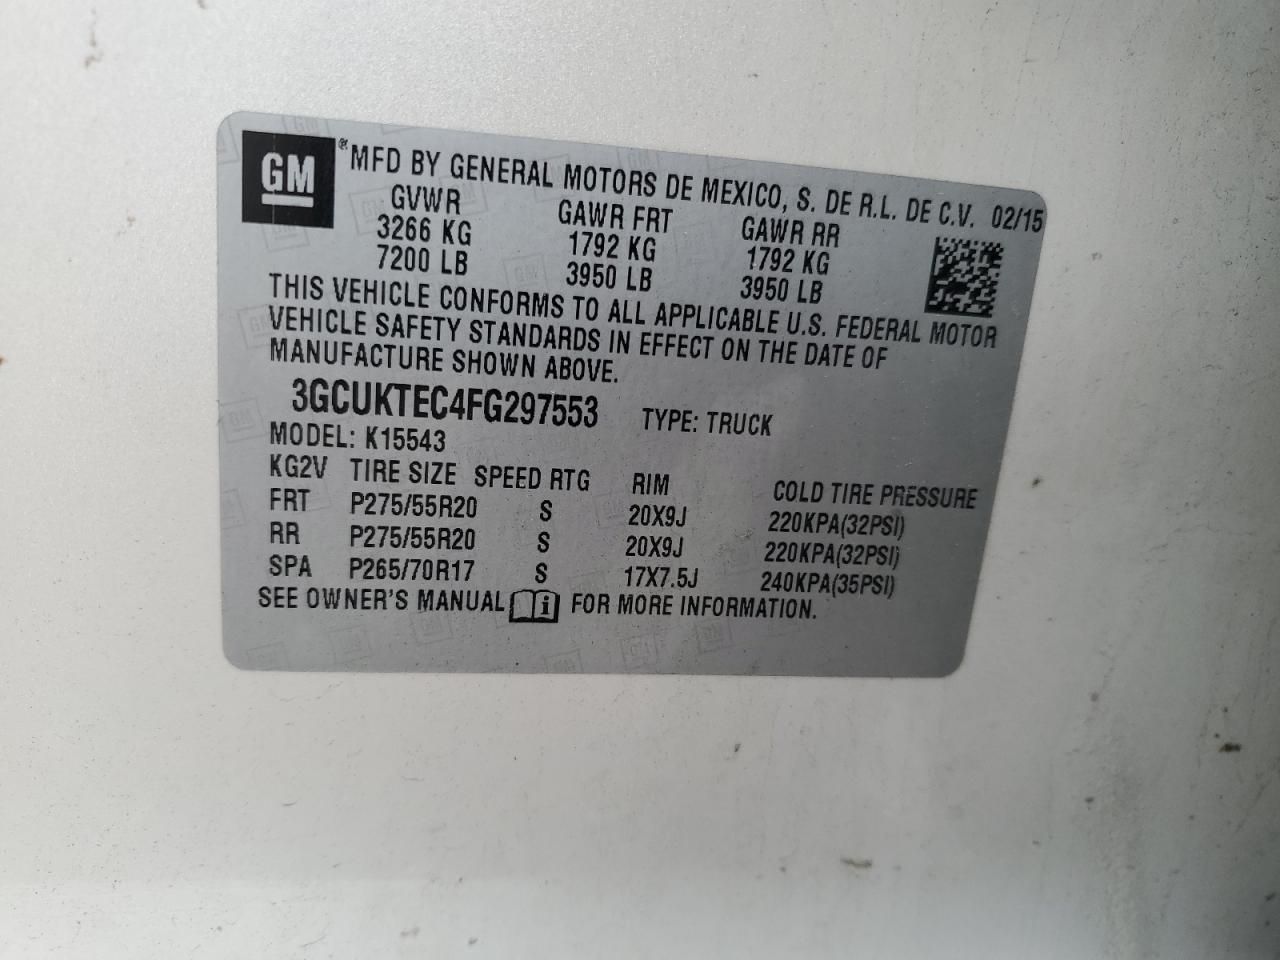 GM ® MFD BY GENERAL MOTORS DE MEXICO, S. DE R.L. DE C.V. 02/15
GVWR GAWR FRT GAWR RR
3266 KG 1792 KG 1792 KG
7200 LB 3950 LB 3950 LB
THIS VEHICLE CONFORMS TO ALL APPLICABLE U.S. FEDERAL MOTOR
VEHICLE SAFETY STANDARDS IN EFFECT ON THE DATE OF
MANUFACTURE SHOWN ABOVE.
3GCUKTEC4FG297553 TYPE: TRUCK
MODEL: K15543
KG2V TIRE SIZE SPEED RTG RIM COLD TIRE PRESSURE
FRT P275/55R20 S 20X9J 220KPA(32PSI)
RR P275/55R20 S 20X9J 220KPA(32PSI)
SPA P265/70R17 S 17X7.5J 240KPA(35PSI)
SEE OWNER'S MANUAL i FOR MORE INFORMATION.